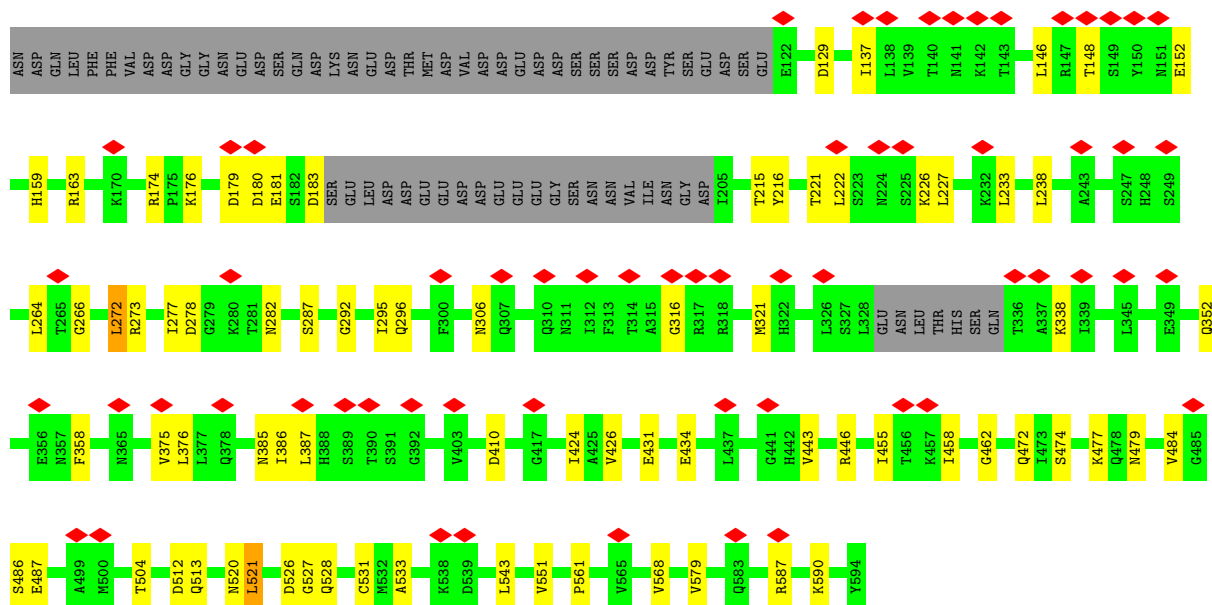 ASN ASP GLN LEU PHE PHE VAL ASP ASP GLY GLY ASN GLU ASP SER GLN ASP LYS ASN GLU ASP THR MET ASP VAL ASP ASP GLU ASP SER SER SER ASN ASP TYR SER GLU ASP SER GLU E122 D129 I137 L138 V139 T140 N141 K142 T143 L146 R147 T148 S149 Y150 N151 E152
H159 R163 K170 R174 P175 K176 D179 D180 E181 S182 D183 SER GLU LEU ASP ASP GLU GLU ASP ASP GLU GLU GLU GLY SER ASN ASN VAL ILE ASN GLY ASP I205 T215 Y216 T221 L222 S223 N224 S225 K226 L227 K232 L233 L238 A243 S247 H248 S249
L264 T265 G266 L272 R273 I277 D278 G279 K280 T281 N282 S287 G292 I295 Q296 F300 N306 Q307 Q310 N311 I312 F313 T314 A315 G316 R317 R318 M321 H322 L326 S327 L328 GLU ASN LEU THR HIS SER GLN T336 A337 K338 I339 L345 E349 Q352
E356 N357 F358 N365 V375 L376 L377 Q378 N385 I386 L387 H388 S389 T390 S391 G392 V403 D410 G417 I424 A425 V426 E431 E434 L437 G441 H442 V443 R446 I455 T456 K457 I458 G462 Q472 I473 S474 K477 Q478 N479 V484 G485
S486 E487 A499 M500 T504 D512 Q513 N520 L521 D526 G527 Q528 C531 M532 A533 K538 D539 L543 V551 P561 V565 V568 V579 Q583 R587 K590 Y594